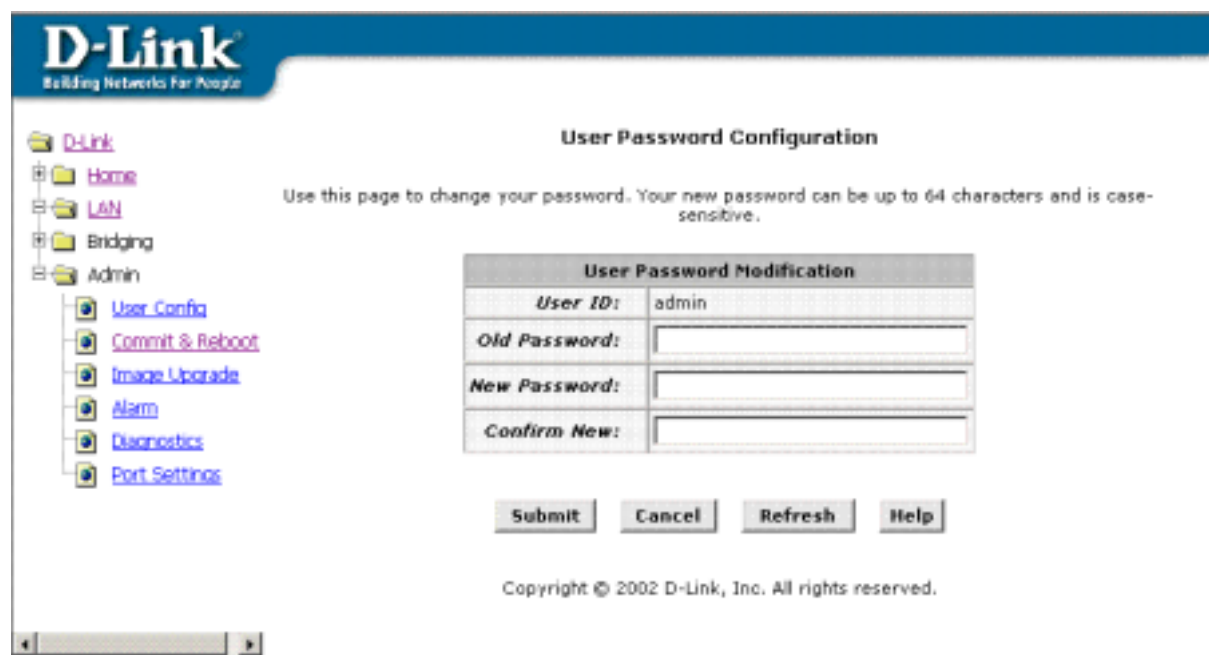 D-Link
Building Networks For People
D-Link
Home
LAN
Bridging
Admin
User Config
Commit & Reboot
Image Upgrade
Alarm
Diagnostics
Port Settings
User Password Configuration
Use this page to change your password. Your new password can be up to 64 characters and is case-
sensitive.
User Password Modification
User ID: admin
Old Password:
New Password:
Confirm New:
Submit Cancel Refresh Help
Copyright © 2002 D-Link, Inc. All rights reserved.